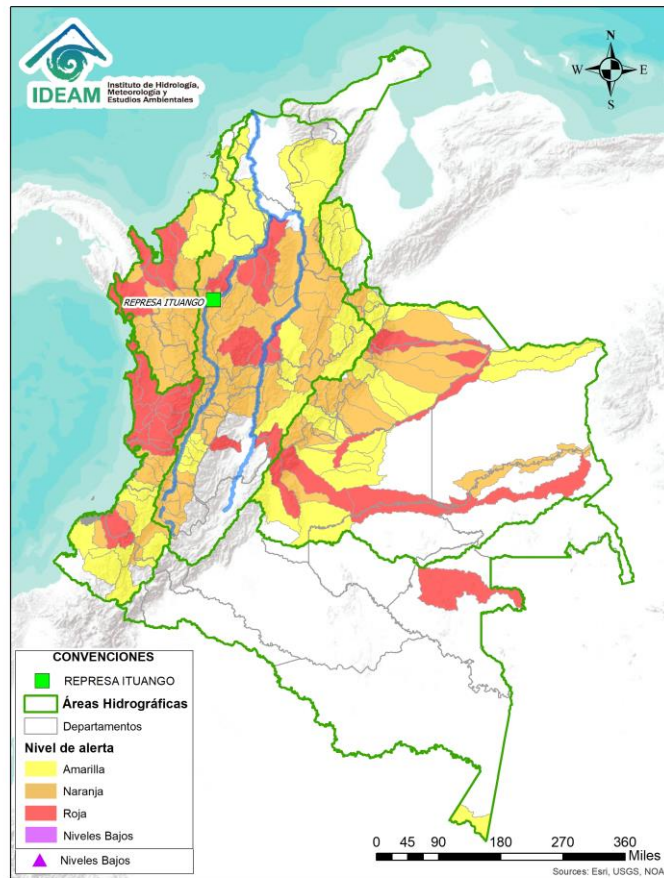 IDEAM
Instituto de Hidrología,
Meteorología y
Estudios Ambientales
N
W
E
S
REPRESA ITUANGO
CONVENCIONES
REPRESA ITUANGO
Áreas Hidrográficas
Departamentos
Nivel de alerta
Amarilla
Naranja
Roja
Niveles Bajos
Niveles Bajos
0 45 90 180 270 360
Miles
Sources: Esri, USGS, NOA